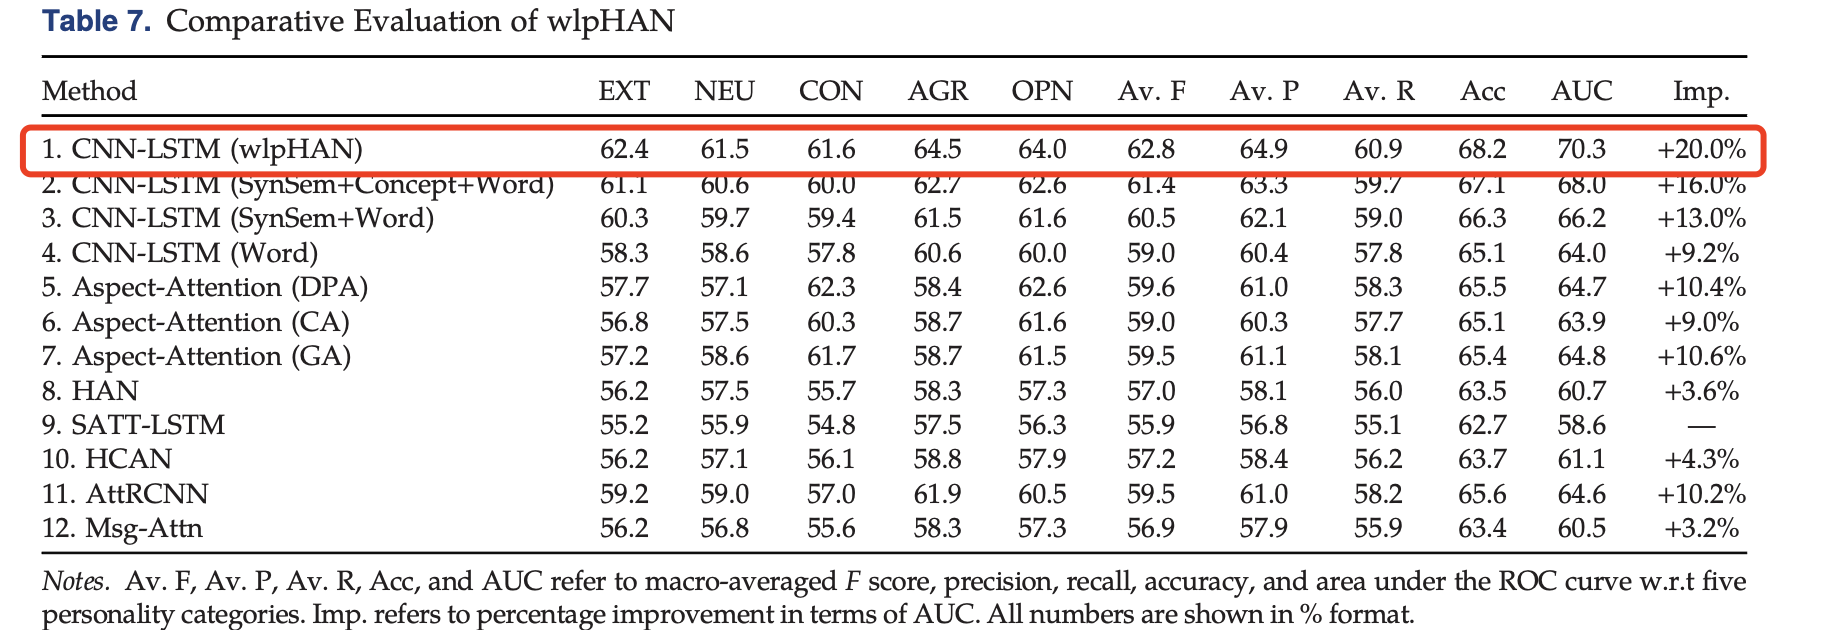 Table 7. Comparative Evaluation of wlpHAN
Method EXT NEU CON AGR OPN Av. F Av. P Av. R Acc AUC Imp.
1. CNN-LSTM (wlpHAN) 62.4 61.5 61.6 64.5 64.0 62.8 64.9 60.9 68.2 70.3 +20.0%
2. CNN-LSTM (SynSem+Concept+Word) 61.1 60.6 60.0 62.7 62.6 61.4 63.3 59.7 67.1 68.0 +16.0%
3. CNN-LSTM (SynSem+Word) 60.3 59.7 59.4 61.5 61.6 60.5 62.1 59.0 66.3 66.2 +13.0%
4. CNN-LSTM (Word) 58.3 58.6 57.8 60.6 60.0 59.0 60.4 57.8 65.1 64.0 +9.2%
5. Aspect-Attention (DPA) 57.7 57.1 62.3 58.4 62.6 59.6 61.0 58.3 65.5 64.7 +10.4%
6. Aspect-Attention (CA) 56.8 57.5 60.3 58.7 61.6 59.0 60.3 57.7 65.1 63.9 +9.0%
7. Aspect-Attention (GA) 57.2 58.6 61.7 58.7 61.5 59.5 61.1 58.1 65.4 64.8 +10.6%
8. HAN 56.2 57.5 55.7 58.3 57.3 57.0 58.1 56.0 63.5 60.7 +3.6%
9. SATT-LSTM 55.2 55.9 54.8 57.5 56.3 55.9 56.8 55.1 62.7 58.6 —
10. HCAN 56.2 57.1 56.1 58.8 57.9 57.2 58.4 56.2 63.7 61.1 +4.3%
11. AttRCNN 59.2 59.0 57.0 61.9 60.5 59.5 61.0 58.2 65.6 64.6 +10.2%
12. Msg-Attn 56.2 56.8 55.6 58.3 57.3 56.9 57.9 55.9 63.4 60.5 +3.2%
Notes. Av. F, Av. P, Av. R, Acc, and AUC refer to macro-averaged F score, precision, recall, accuracy, and area under the ROC curve w.r.t five
personality categories. Imp. refers to percentage improvement in terms of AUC. All numbers are shown in % format.